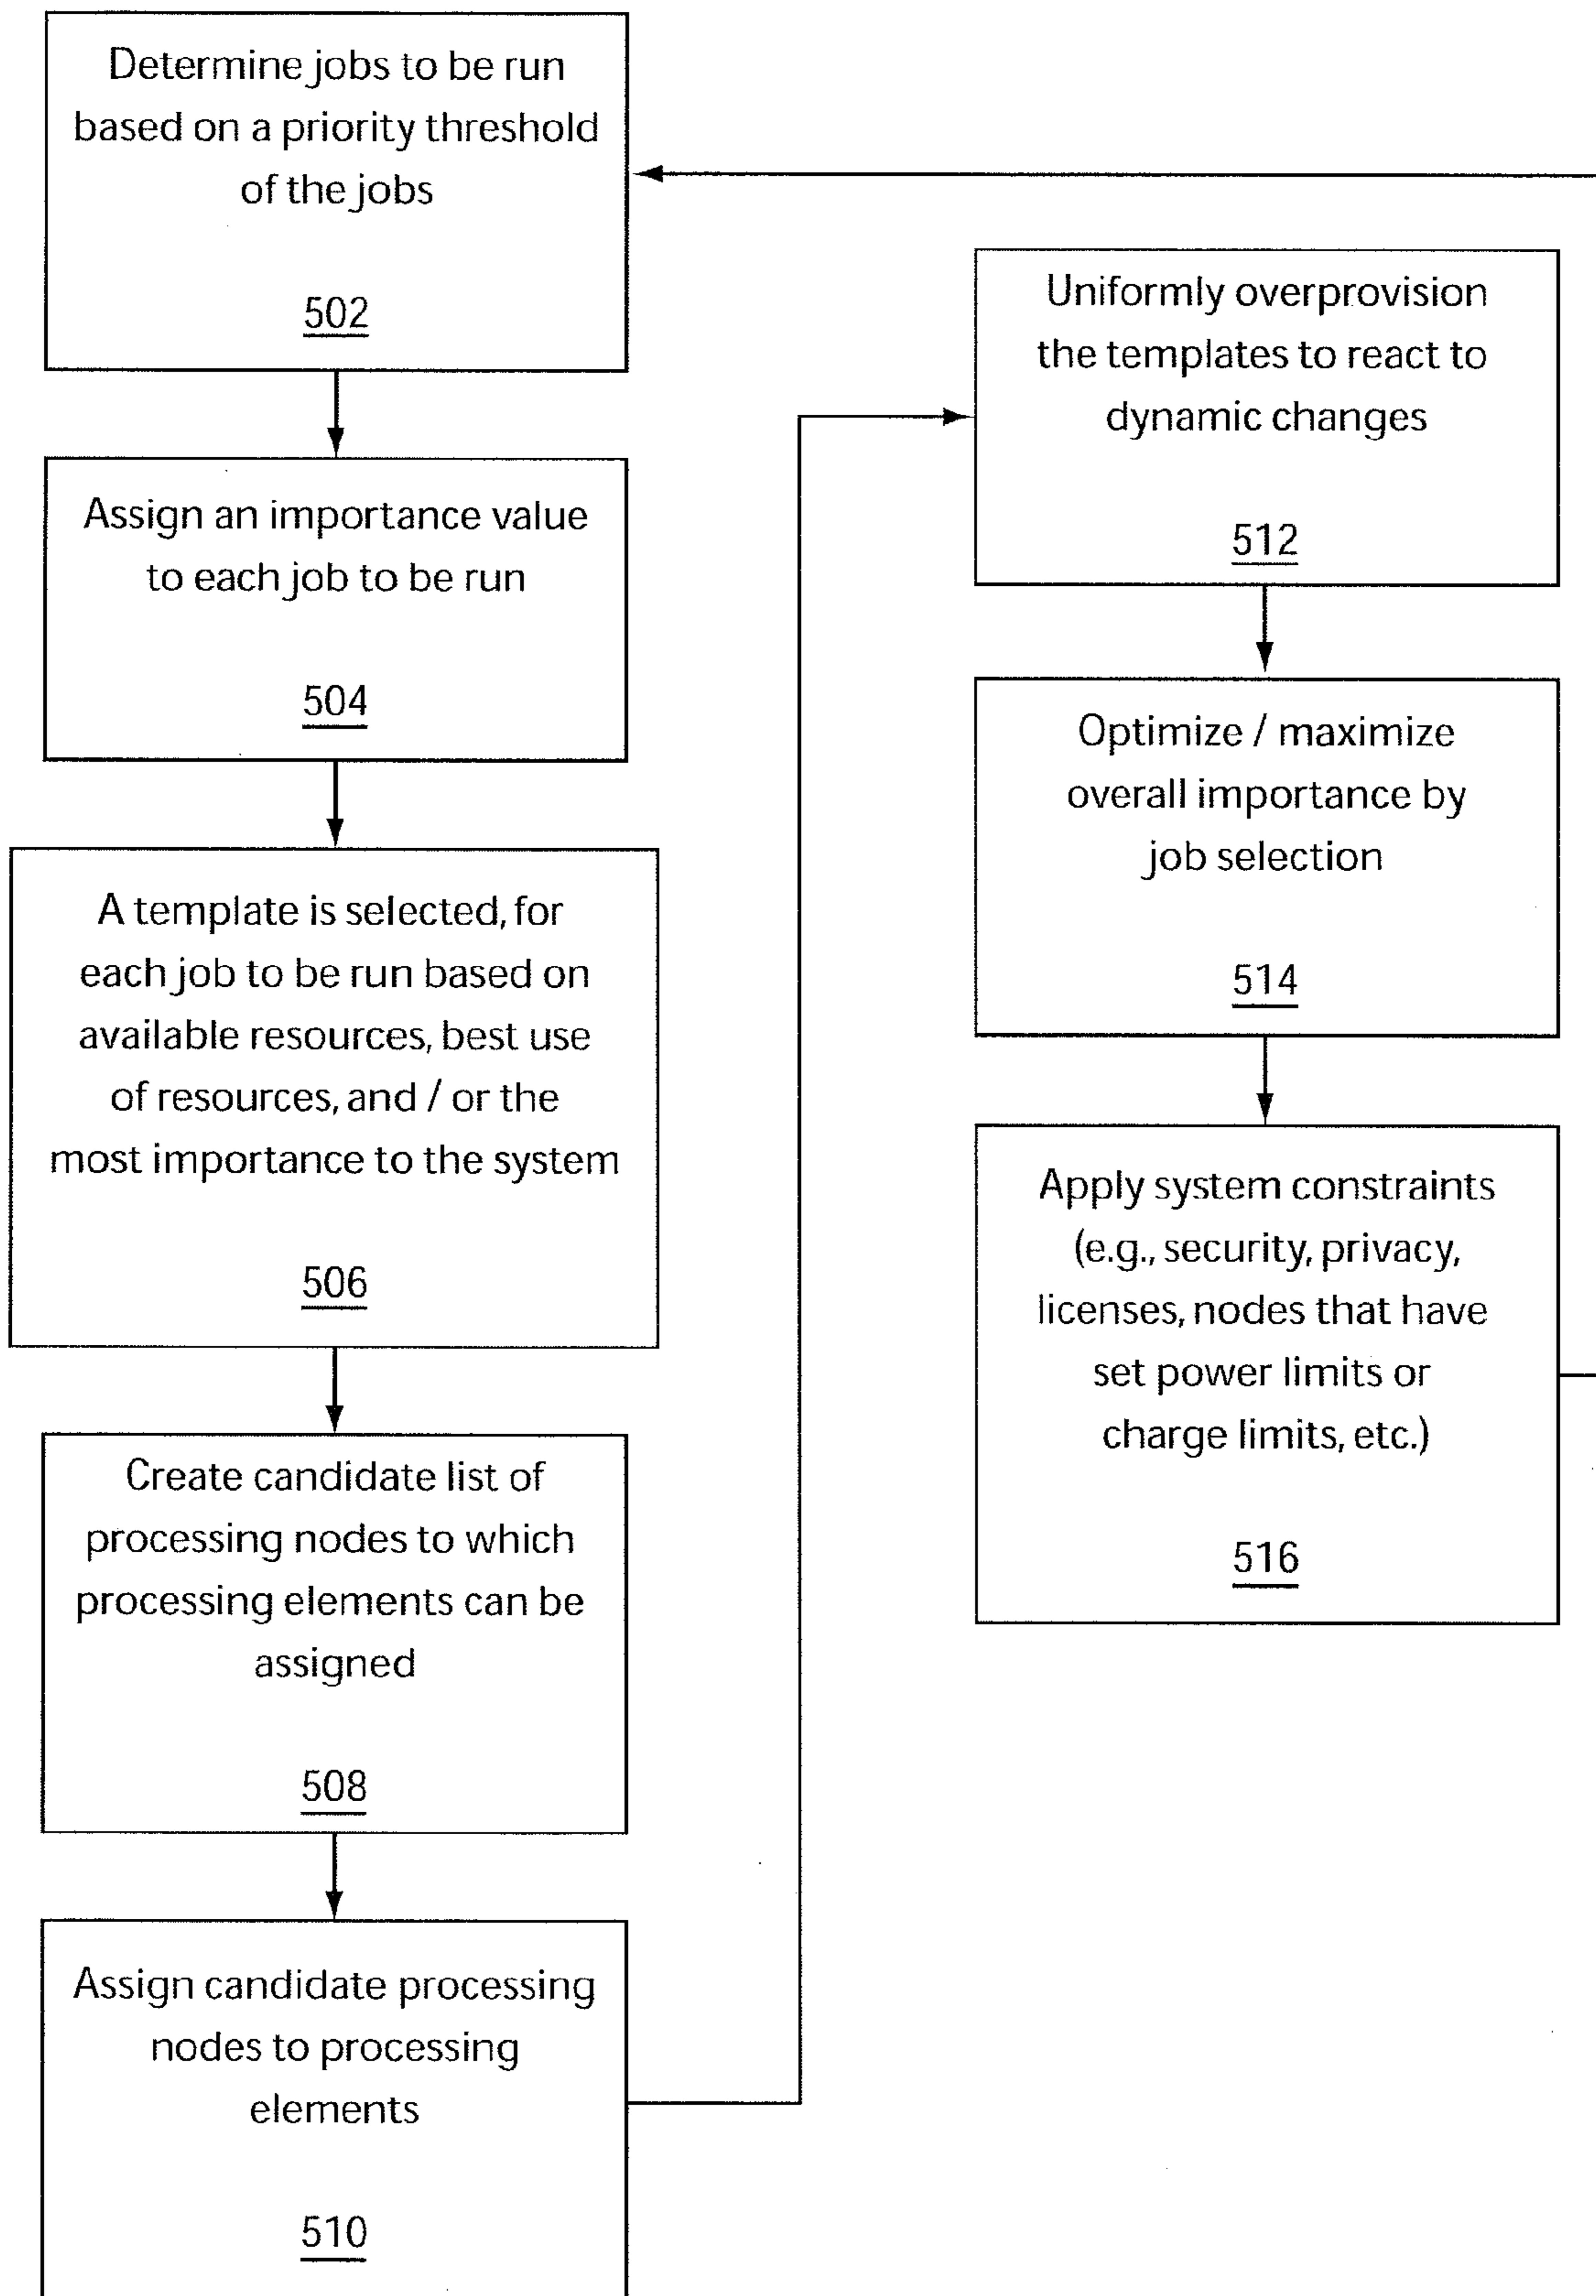 Determine jobs to be run
based on a priority threshold
of the jobs
502
Assign an importance value
to each job to be run
504
A template is selected, for
each job to be run based on
available resources, best use
of resources, and / or the
most importance to the system
506
Create candidate list of
processing nodes to which
processing elements can be
assigned
508
Assign candidate processing
nodes to processing
elements
510
Uniformly overprovision
the templates to react to
dynamic changes
512
Optimize / maximize
overall importance by
job selection
514
Apply system constraints
(e.g., security, privacy,
licenses, nodes that have
set power limits or
charge limits, etc.)
516